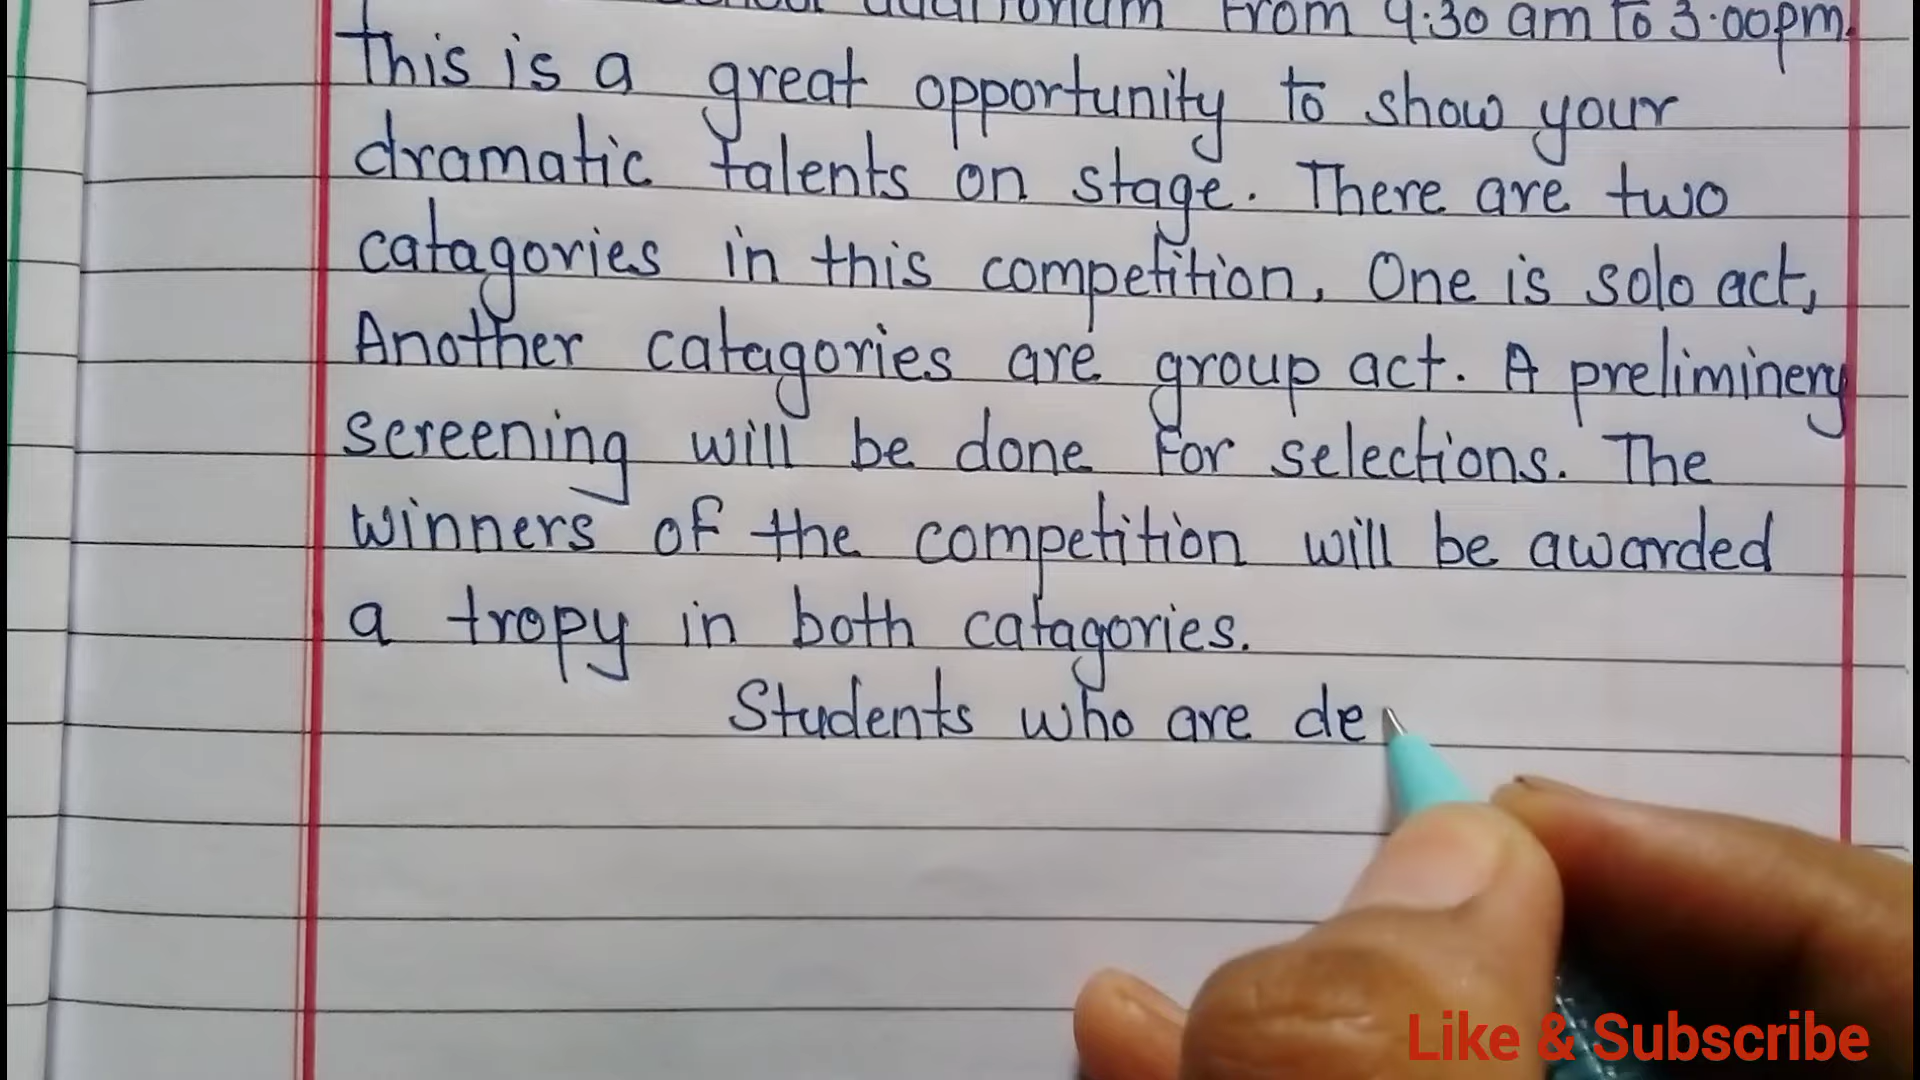 auditorium from 9:30 am to 3.00pm.
This is a great opportunity to show your
dramatic talents on stage. There are two
catagories in this competition. One is solo act,
Another catagories are group act. A preliminery
screening will be done for selections. The
winners of the competition will be awarded
a tropy in both catagories.
Students who are de
Like & Subscribe